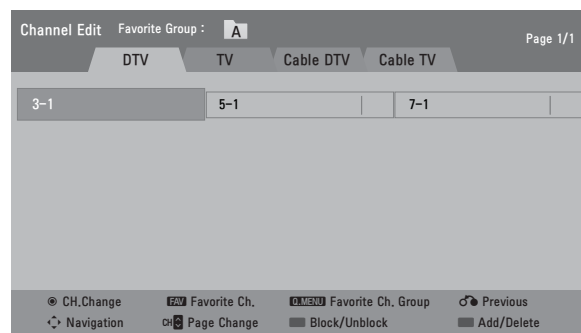 Channel Edit Favorite Group : A
Page 1/1
DTV TV Cable DTV Cable TV
3-1 5-1 7-1
CH.Change FAV Favorite Ch. Q.MENU Favorite Ch. Group Previous
Navigation CH Page Change Block/Unblock Add/Delete